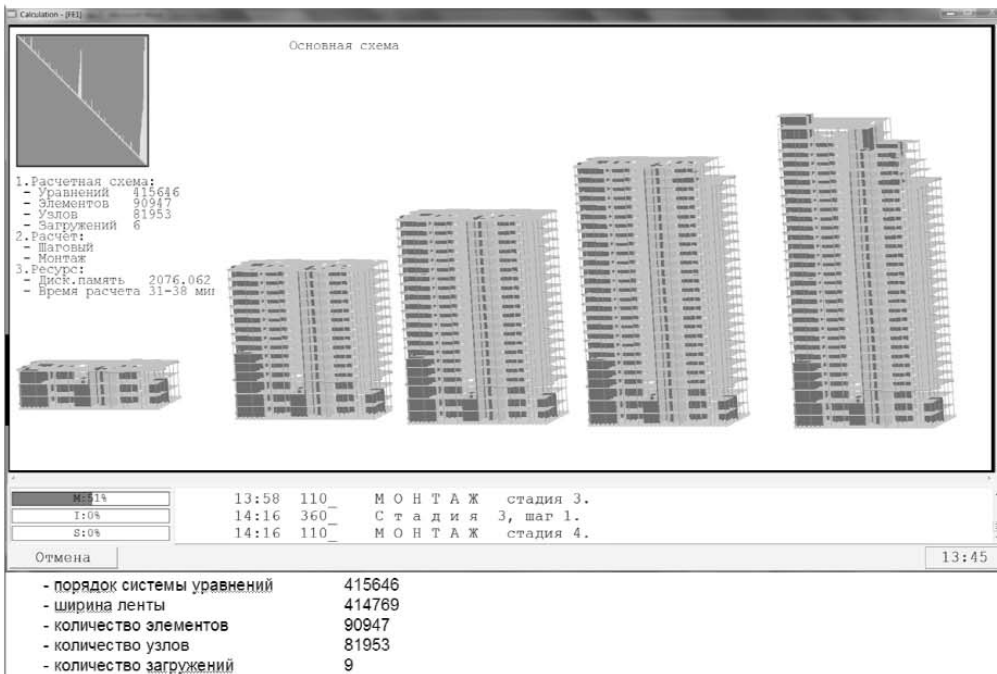 Calculation - [FE1]
Основная схема
1.Расчетная схема:
- Уравнений 415646
- Элементов 90947
- Узлов 81953
- Загружений 6
2.Расчет:
- Шаговый
- Монтаж
3.Ресурс:
- Диск.память 2076.062
- Время расчета 31-38 мин
M:51%
I:0%
S:0%
13:58 110_ М О Н Т А Ж стадия 3.
14:16 360_ С т а д и я 3, шаг 1.
14:16 110_ М О Н Т А Ж стадия 4.
Отмена
13:45
- порядок системы уравнений 415646
- ширина ленты 414769
- количество элементов 90947
- количество узлов 81953
- количество загружений 9